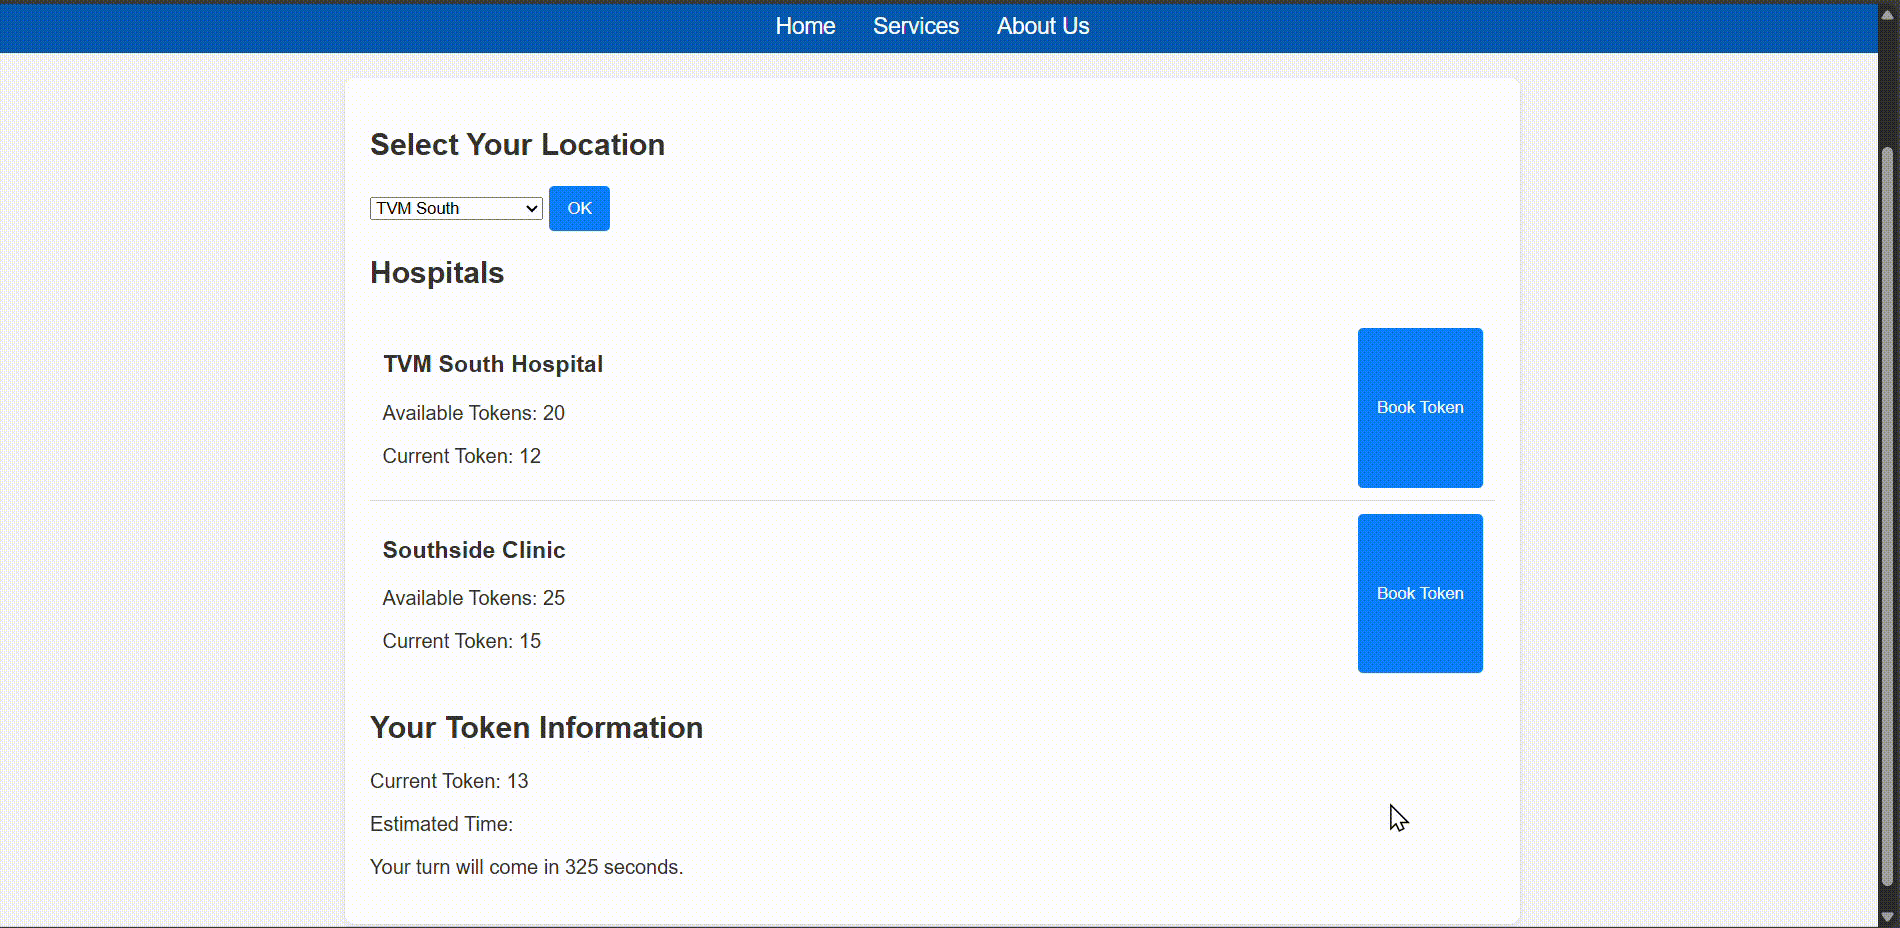 Home Services About Us
Select Your Location
TVM South OK
Hospitals
TVM South Hospital
Available Tokens: 20
Current Token: 12
Book Token
Southside Clinic
Available Tokens: 25
Current Token: 15
Book Token
Your Token Information
Current Token: 13
Estimated Time:
Your turn will come in 325 seconds.